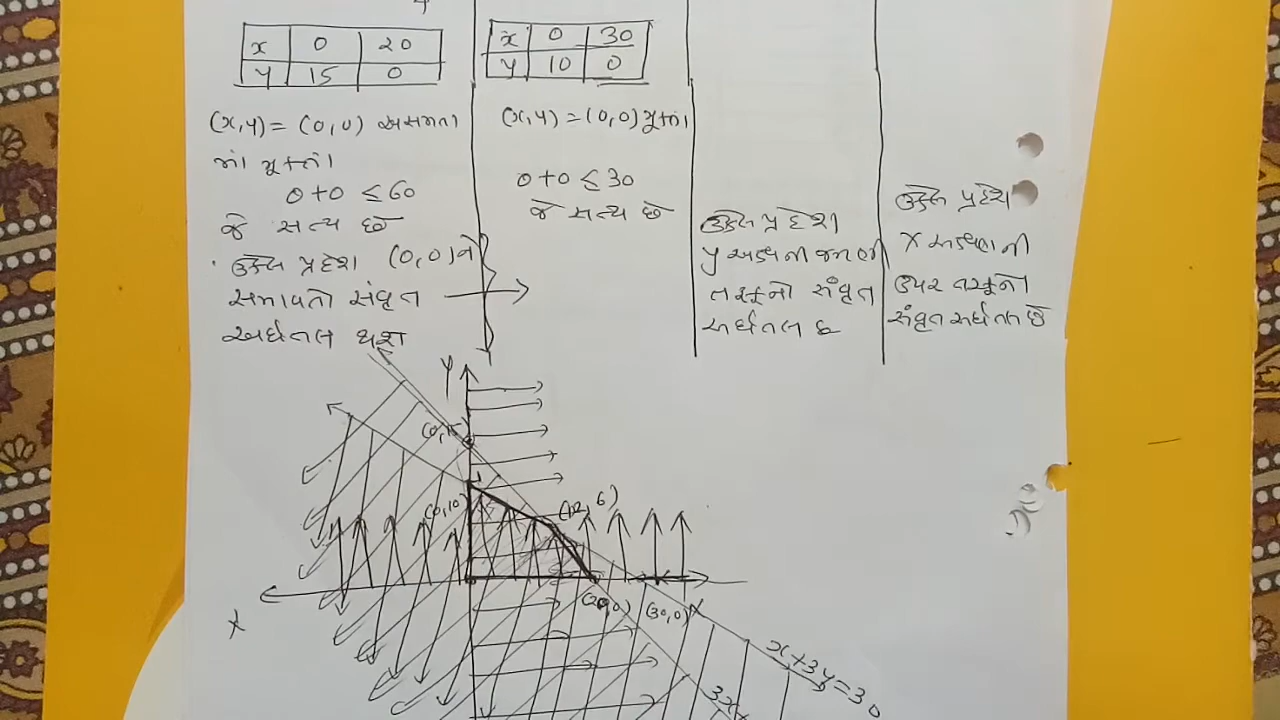 x 0 20
y 15 0
(x,y) = (0,0) અસમતા
માં મૂકતાં
0+0 ≤ 60
જે સત્ય છે
ઉકેલ પ્રદેશ (0,0) ને
સમાવતો સંવૃત
અર્ધતલ થશે
x 0 30
y 10 0
(x,y) = (0,0) મૂકતાં
0+0 ≤ 30
જે સત્ય છે
ઉકેલ પ્રદેશ
y અક્ષની જમણી
તરફનો સંવૃત
અર્ધતલ છે
ઉકેલ પ્રદેશ
X અક્ષની
ઉપર તરફનો
સંવૃત અર્ધતલ છે
Y
(0,15)
(0,10)
(12,6)
(20,0)
(30,0)
X
X
x+3y=30
3x